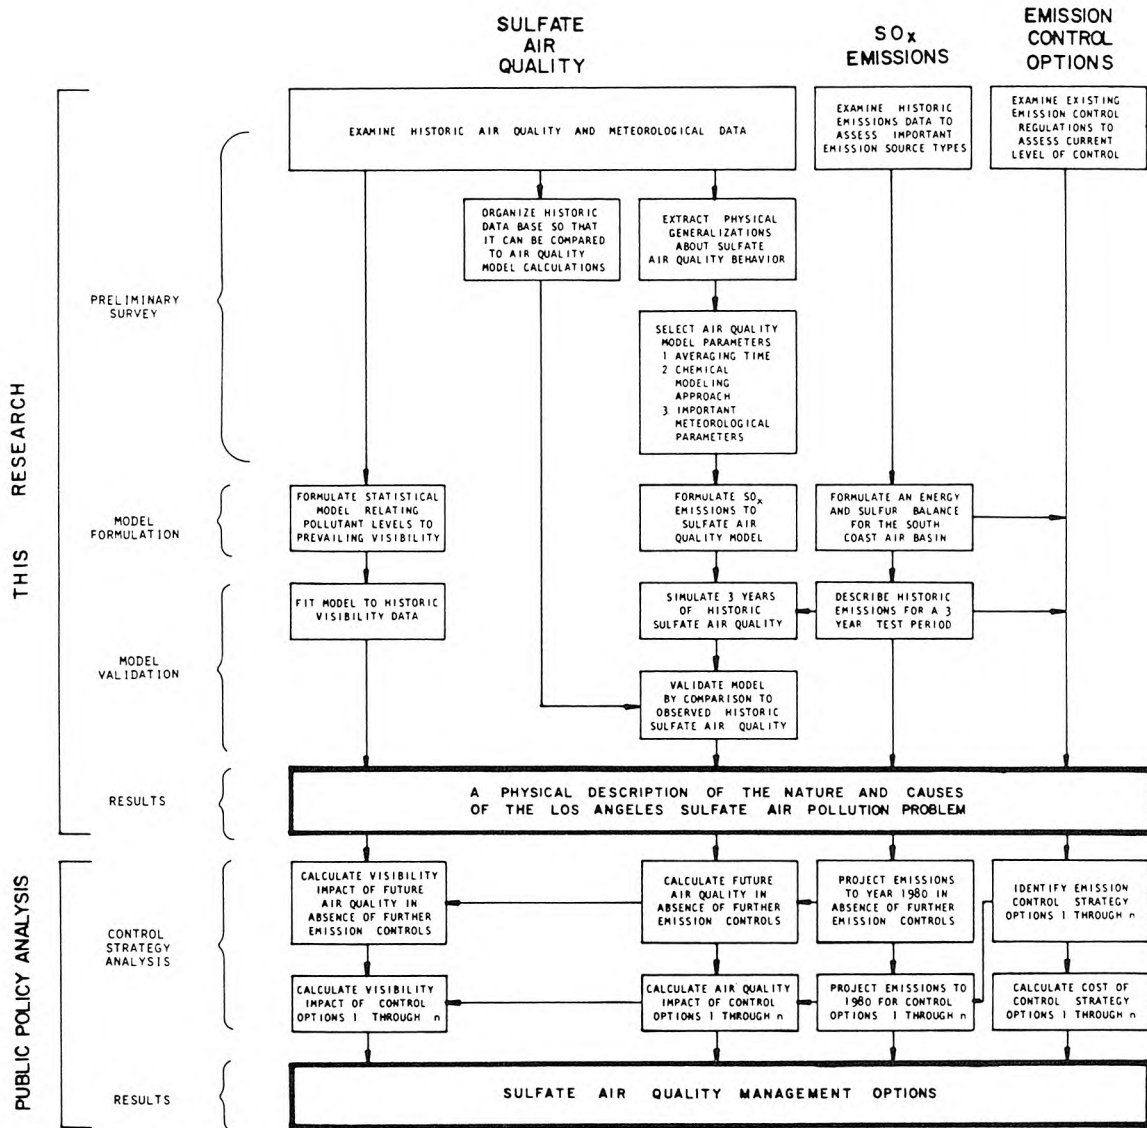 SULFATE
AIR
QUALITY
SOx
EMISSIONS
EMISSION
CONTROL
OPTIONS
THIS RESEARCH
PRELIMINARY
SURVEY
EXAMINE HISTORIC AIR QUALITY AND METEOROLOGICAL DATA
EXAMINE HISTORIC
EMISSIONS DATA TO
ASSESS IMPORTANT
EMISSION SOURCE TYPES
EXAMINE EXISTING
EMISSION CONTROL
REGULATIONS TO
ASSESS CURRENT
LEVEL OF CONTROL
ORGANIZE HISTORIC
DATA BASE SO THAT
IT CAN BE COMPARED
TO AIR QUALITY
MODEL CALCULATIONS
EXTRACT PHYSICAL
GENERALIZATIONS
ABOUT SULFATE
AIR QUALITY BEHAVIOR
SELECT AIR QUALITY
MODEL PARAMETERS
1 AVERAGING TIME
2 CHEMICAL
MODELING
APPROACH
3. IMPORTANT
METEOROLOGICAL
PARAMETERS
MODEL
FORMULATION
FORMULATE STATISTICAL
MODEL RELATING
POLLUTANT LEVELS TO
PREVAILING VISIBILITY
FORMULATE SOx
EMISSIONS TO
SULFATE AIR
QUALITY MODEL
FORMULATE AN ENERGY
AND SULFUR BALANCE
FOR THE SOUTH
COAST AIR BASIN
MODEL
VALIDATION
FIT MODEL TO HISTORIC
VISIBILITY DATA
SIMULATE 3 YEARS
OF HISTORIC
SULFATE AIR QUALITY
DESCRIBE HISTORIC
EMISSIONS FOR A 3
YEAR TEST PERIOD
VALIDATE MODEL
BY COMPARISON TO
OBSERVED HISTORIC
SULFATE AIR QUALITY
RESULTS
A PHYSICAL DESCRIPTION OF THE NATURE AND CAUSES
OF THE LOS ANGELES SULFATE AIR POLLUTION PROBLEM
PUBLIC POLICY ANALYSIS
CONTROL
STRATEGY
ANALYSIS
CALCULATE VISIBILITY
IMPACT OF FUTURE
AIR QUALITY IN
ABSENCE OF FURTHER
EMISSION CONTROLS
CALCULATE FUTURE
AIR QUALITY IN
ABSENCE OF FURTHER
EMISSION CONTROLS
PROJECT EMISSIONS
TO YEAR 1980 IN
ABSENCE OF FURTHER
EMISSION CONTROLS
IDENTIFY EMISSION
CONTROL STRATEGY
OPTIONS 1 THROUGH n
CALCULATE VISIBILITY
IMPACT OF CONTROL
OPTIONS 1 THROUGH n
CALCULATE AIR QUALITY
IMPACT OF CONTROL
OPTIONS 1 THROUGH n
PROJECT EMISSIONS TO
1980 FOR CONTROL
OPTIONS 1 THROUGH n
CALCULATE COST OF
CONTROL STRATEGY
OPTIONS 1 THROUGH n
RESULTS
SULFATE AIR QUALITY MANAGEMENT OPTIONS